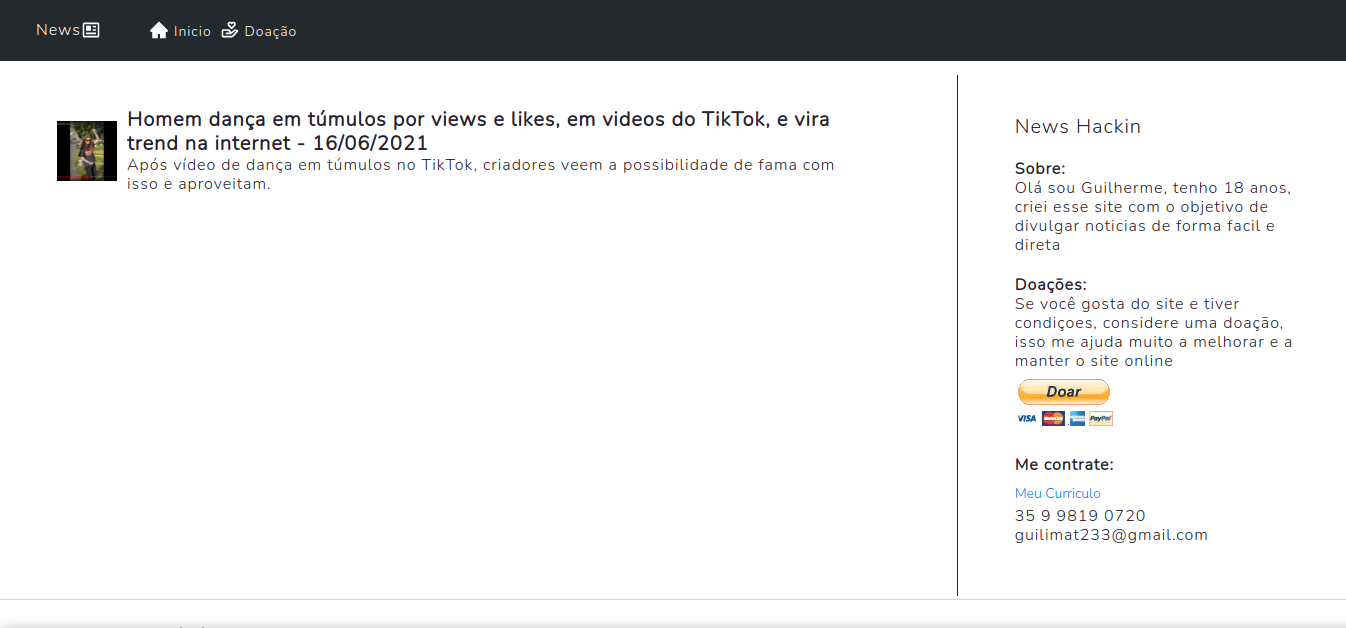 News
Inicio Doação
Homem dança em túmulos por views e likes, em videos do TikTok, e vira
trend na internet - 16/06/2021
Após vídeo de dança em túmulos no TikTok, criadores veem a possibilidade de fama com
isso e aproveitam.
News Hackin
Sobre:
Olá sou Guilherme, tenho 18 anos,
criei esse site com o objetivo de
divulgar noticias de forma facil e
direta
Doações:
Se você gosta do site e tiver
condiçoes, considere uma doação,
isso me ajuda muito a melhorar e a
manter o site online
Doar
VISA MasterCard PayPal
Me contrate:
Meu Curriculo
35 9 9819 0720
guilimat233@gmail.com